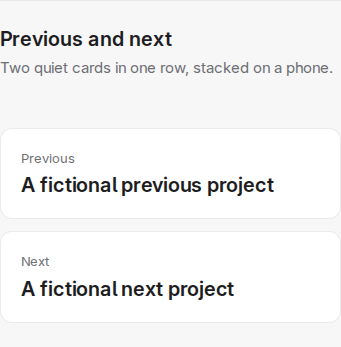 Previous and next
Two quiet cards in one row, stacked on a phone.
Previous
A fictional previous project
Next
A fictional next project